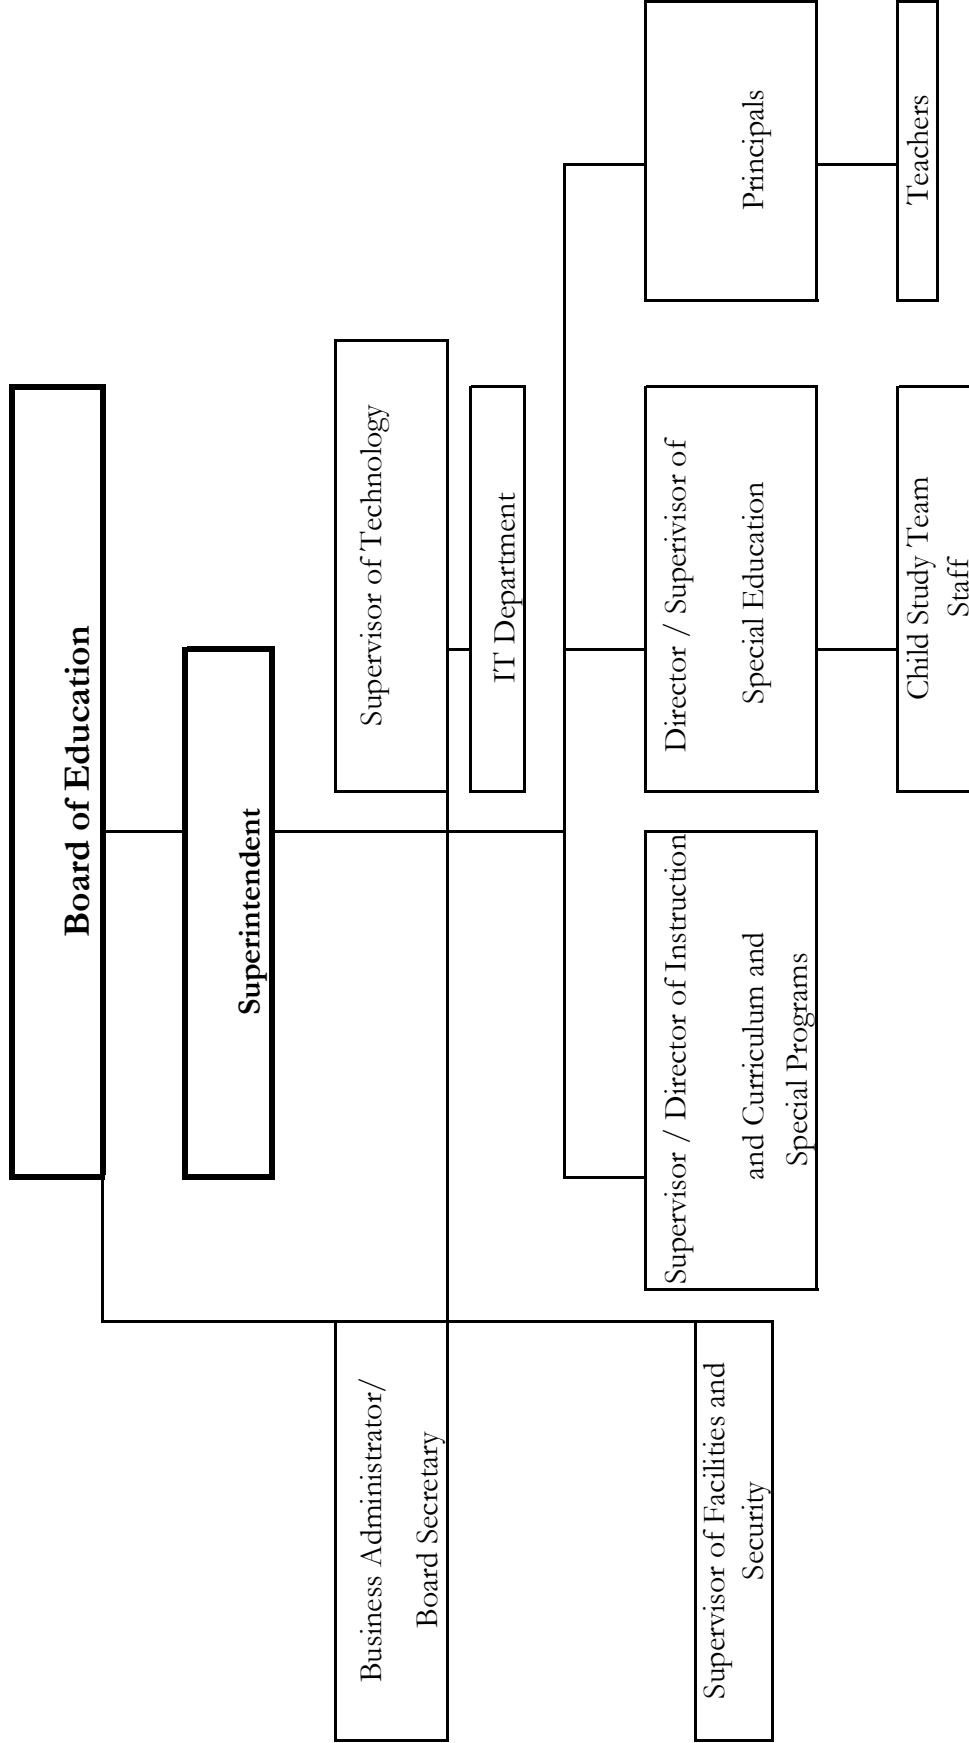 Board of Education
Superintendent
Business Administrator/
Board Secretary
Supervisor of Technology
IT Department
Supervisor of Facilities and
Security
Supervisor / Director of Instruction
and Curriculum and
Special Programs
Director / Superivisor of
Special Education
Principals
Child Study Team
Staff
Teachers